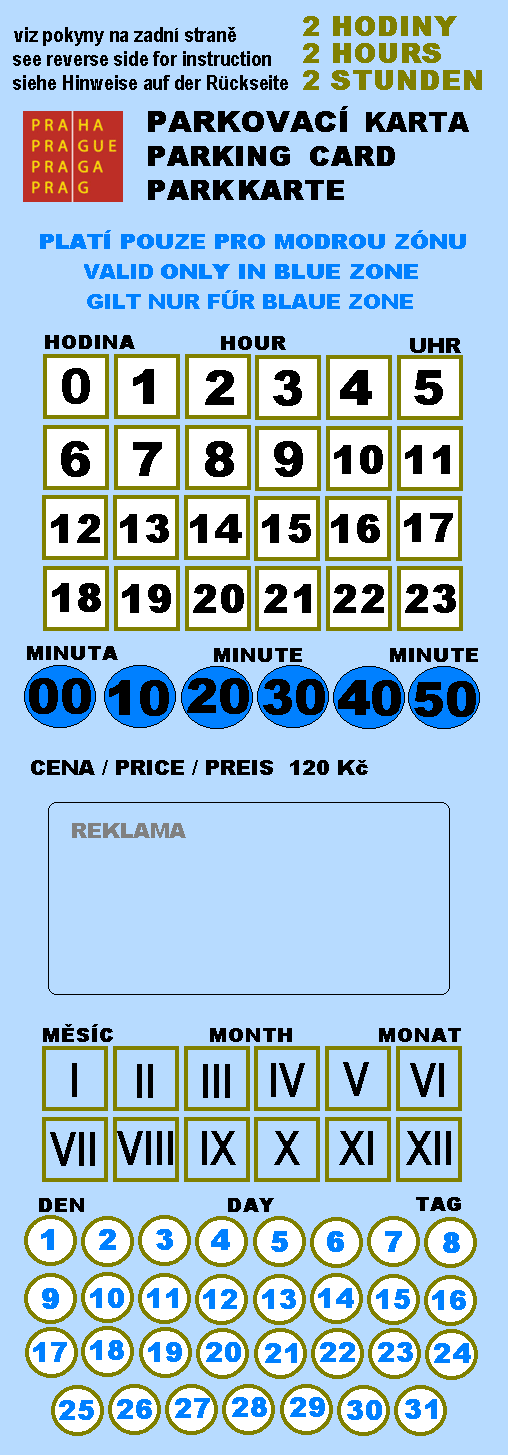 viz pokyny na zadní straně
see reverse side for instruction
siehe Hinweise auf der Rückseite
2 HODINY
2 HOURS
2 STUNDEN
PRAHA
PRAGUE
PRAGA
PRAG
PARKOVACÍ KARTA
PARKING CARD
PARKKARTE
PLATÍ POUZE PRO MODROU ZÓNU
VALID ONLY IN BLUE ZONE
GILT NUR FŰR BLAUE ZONE
HODINA HOUR UHR
0 1 2 3 4 5
6 7 8 9 10 11
12 13 14 15 16 17
18 19 20 21 22 23
MINUTA MINUTE MINUTE
00 10 20 30 40 50
CENA / PRICE / PREIS 120 Kč
REKLAMA
MĚSÍC MONTH MONAT
I II III IV V VI
VII VIII IX X XI XII
DEN DAY TAG
1 2 3 4 5 6 7 8
9 10 11 12 13 14 15 16
17 18 19 20 21 22 23 24
25 26 27 28 29 30 31